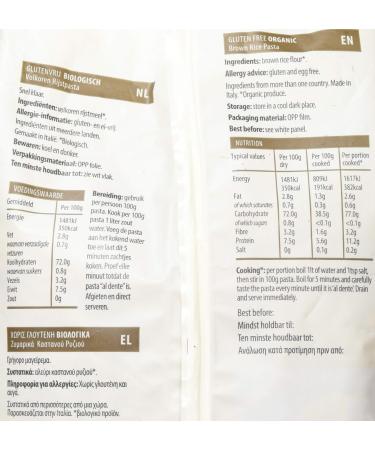 GLUTENVRIJ BIOLOGISCH
Volkoren Rijstpasta
NL
Snel klaar.
Ingrediënten: volkoren rijstmeel*.
Allergie-informatie: gluten- en ei-vrij.
Ingrediënten uit meerdere landen.
Gemaakt in Italië. *Biologisch.
Bewaren: koel en donker.
Verpakkingsmateriaal: OPP folie.
Ten minste houdbaar tot: zie wit vlak.
VOEDINGSWAARDE
Gemiddeld Per 100g
Energie 1481kJ
350kcal
Vet 2.8g
waarvan verzadigde 0.7g
vetzuren
Koolhydraten 72.0g
waarvan suikers 0.8g
Vezels 3.2g
Eiwit 7.5g
Zout 0g
Bereiding: gebruik
per persoon 100g
pasta. Kook per 100g
pasta 1 liter zout
water. Voeg de pasta
aan het kokend water
toe en laat dit 5
minuten zachtjes
koken. Proef elke
minuut totdat de
pasta "al dente" is.
Afgieten en direct
serveren.
ΧΩΡΙΣ ΓΛΟΥΤΕΝΗ ΒΙΟΛΟΓΙΚΑ
Ζυμαρικά Καστανού Ρυζιού
EL
Γρήγορο μαγείρεμα.
Συστατικά: αλεύρι καστανού ρυζιού*.
Πληροφορία για αλλεργίες: Χωρίς γλουτένη και
αυγα.
Συστατικά από περισσότερες από μια χώρα.
Παρασκευάζεται στην Ιταλία. *βιολογικό προϊόν.
GLUTEN FREE ORGANIC
Brown Rice Pasta
EN
Ingredients: brown rice flour*.
Allergy advice: gluten and egg free.
Ingredients from more than one country. Made in
Italy. *Organic produce.
Storage: store in a cool dark place.
Packaging material: OPP film.
Best before: see white panel.
NUTRITION
Typical values Per 100g dry Per 100g cooked Per portion cooked*
Energy 1481kJ 809kJ 1617kJ
350kcal 191kcal 382kcal
Fat 2.8g 1.3g 2.6g
of which saturates 0.7g 0.3g 0.6g
Carbohydrate 72.0g 38.5g 77.0g
of which sugars 0.8g <0.1g <0.1g
Fibre 3.2g 1.6g 3.2g
Protein 7.5g 5.6g 11.2g
Salt 0g 0.1g 0.2g
Cooking*: per portion boil 1lt of water and 1tsp salt,
then stir in 100g pasta. Boil for 5 minutes and carefully
taste the pasta every minute until it is al dente'. Drain
and serve immediately.
Best before:
Mindst holdbar til:
Ten minste houdbaar tot:
Ανάλωση κατά προτίμηση πριν από: